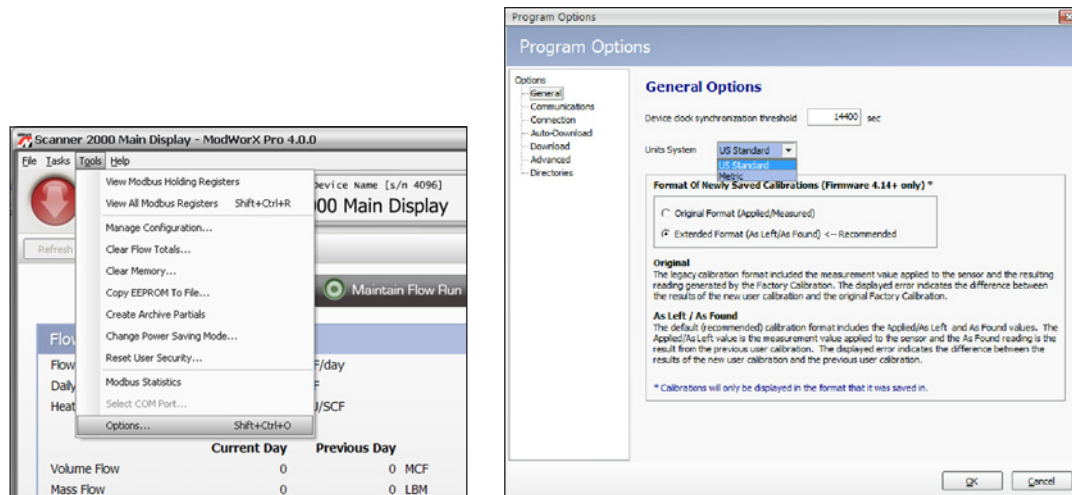 Scanner 2000 Main Display - ModWorX Pro 4.0.0
File Tasks Tools Help
View Modbus Holding Registers
View All Modbus Registers Shift+Ctrl+R
Manage Configuration...
Clear Flow Totals...
Clear Memory...
Copy EEPROM To File...
Create Archive Partials
Change Power Saving Mode...
Reset User Security...
Modbus Statistics
Select COM Port...
Options... Shift+Ctrl+O
Device Name [s/n 4096]
00 Main Display
Refresh
Maintain Flow Run
Flow
Flow F/day
Daily F
Heat J/SCF
Current Day Previous Day
Volume Flow 0 0 MCF
Mass Flow 0 0 LBM
Program Options
Program Options
Options
General
Communications
Connection
Auto-Download
Download
Advanced
Directories
General Options
Device clock synchronization threshold 14400 sec
Units System US Standard
US Standard
Metric
Format Of Newly Saved Calibrations (Firmware 4.14+ only) *
Original Format (Applied/Measured)
Extended Format (As Left/As Found) <-- Recommended
Original
The legacy calibration format included the measurement value applied to the sensor and the resulting
reading generated by the Factory Calibration. The displayed error indicates the difference between
the results of the new user calibration and the original Factory Calibration.
As Left / As Found
The default (recommended) calibration format includes the Applied/As Left and As Found values. The
Applied/As Left value is the measurement value applied to the sensor and the As Found reading is the
result from the previous user calibration. The displayed error indicates the difference between the
results of the new user calibration and the previous user calibration.
* Calibrations will only be displayed in the format that it was saved in.
OK Cancel